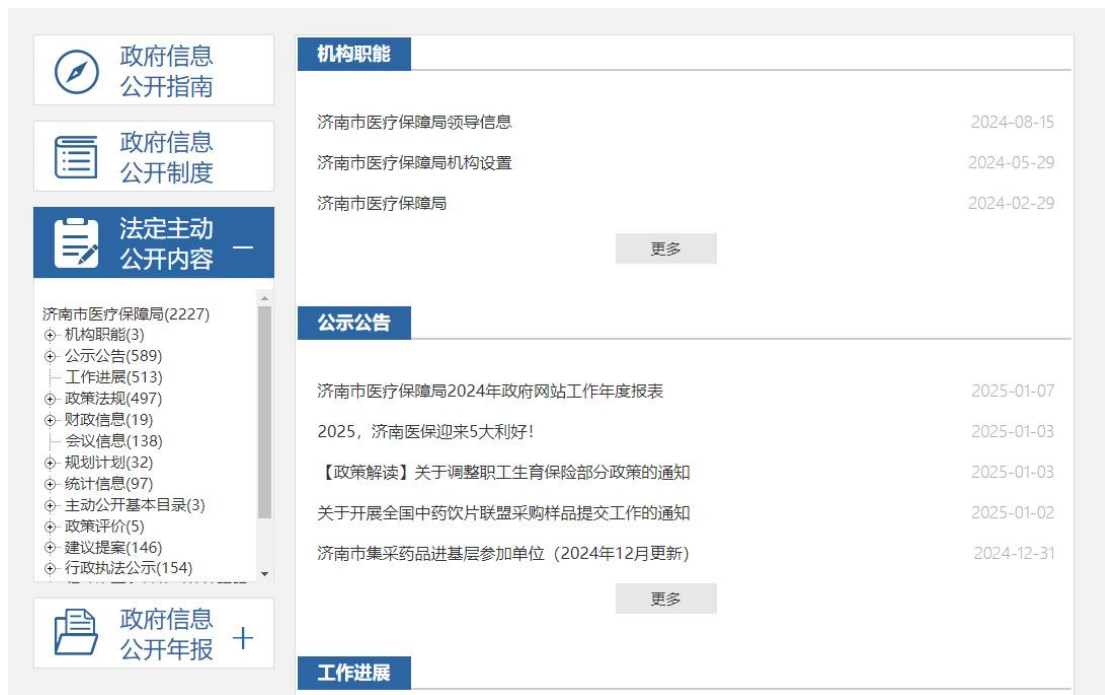 政府信息
公开指南
政府信息
公开制度
法定主动
公开内容
济南市医疗保障局(2227)
机构职能(3)
公示公告(589)
工作进展(513)
政策法规(497)
财政信息(19)
会议信息(138)
规划计划(32)
统计信息(97)
主动公开基本目录(3)
政策评价(5)
建议提案(146)
行政执法公示(154)
政府信息
公开年报
机构职能
济南市医疗保障局领导信息 2024-08-15
济南市医疗保障局机构设置 2024-05-29
济南市医疗保障局 2024-02-29
更多
公示公告
济南市医疗保障局2024年政府网站工作年度报表 2025-01-07
2025，济南医保迎来5大利好！ 2025-01-03
【政策解读】关于调整职工生育保险部分政策的通知 2025-01-03
关于开展全国中药饮片联盟采购样品提交工作的通知 2025-01-02
济南市集采药品进基层参加单位（2024年12月更新） 2024-12-31
更多
工作进展